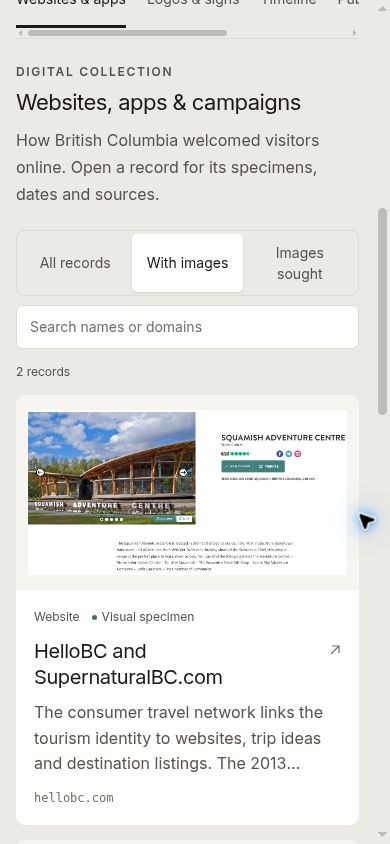 Websites & apps Logos & signs Timeline
DIGITAL COLLECTION
Websites, apps & campaigns
How British Columbia welcomed visitors
online. Open a record for its specimens,
dates and sources.
All records
With images
Images
sought
Search names or domains
2 records
SQUAMISH ADVENTURE CENTRE
SQUAMISH ADVENTURE CENTRE
Website
Visual specimen
HelloBC and
SupernaturalBC.com
The consumer travel network links the
tourism identity to websites, trip ideas
and destination listings. The 2013...
hellobc.com